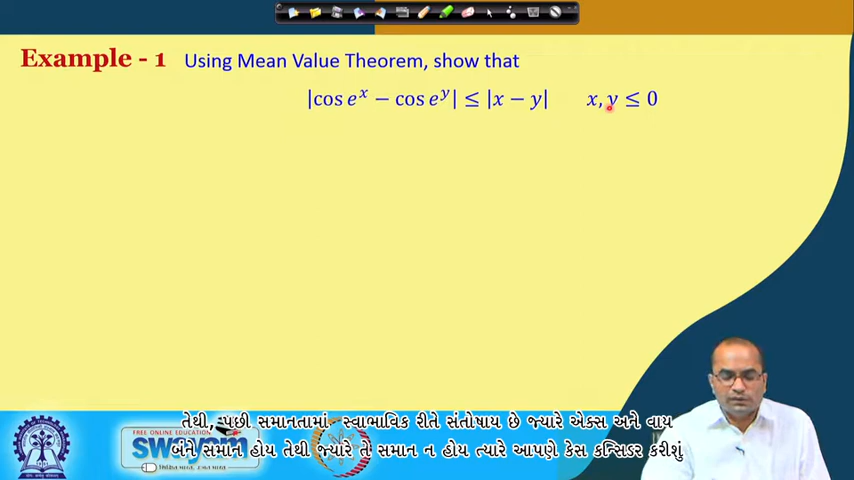 Example - 1 Using Mean Value Theorem, show that
|cos eˣ − cos eʸ| ≤ |x − y| x, y ≤ 0
FREE ONLINE EDUCATION
swayam
તેથી, પછી સમાનતામાં સ્વાભાવિક રીતે સંતોષાય છે જ્યારે એક્સ અને વાય
બંને સમાન હોય તેથી જ્યારે તે સમાન ન હોય ત્યારે આપણે કેસ કન્સિડર કરીશું